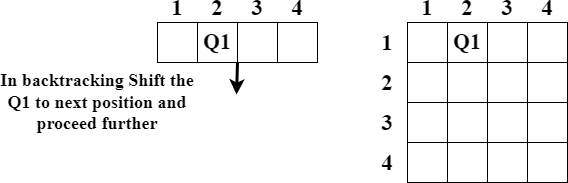 1 2 3 4
Q1
In backtracking Shift the
Q1 to next position and
proceed further
1 2 3 4
1 Q1
2
3
4